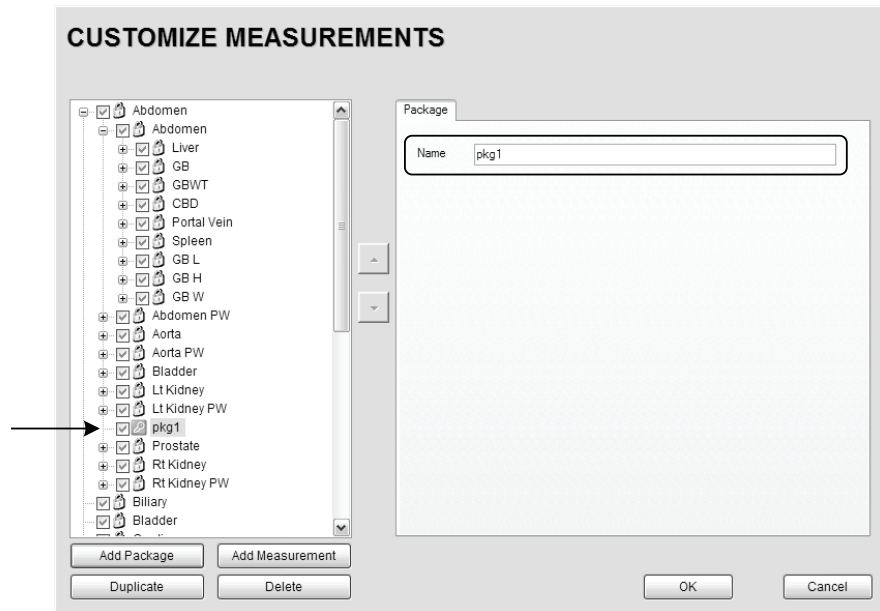 CUSTOMIZE MEASUREMENTS
Abdomen
Abdomen
Liver
GB
GBWT
CBD
Portal Vein
Spleen
GB L
GB H
GB W
Abdomen PW
Aorta
Aorta PW
Bladder
Lt Kidney
Lt Kidney PW
pkg1
Prostate
Rt Kidney
Rt Kidney PW
Biliary
Bladder
Add Package
Add Measurement
Duplicate
Delete
Package
Name pkg1
OK
Cancel